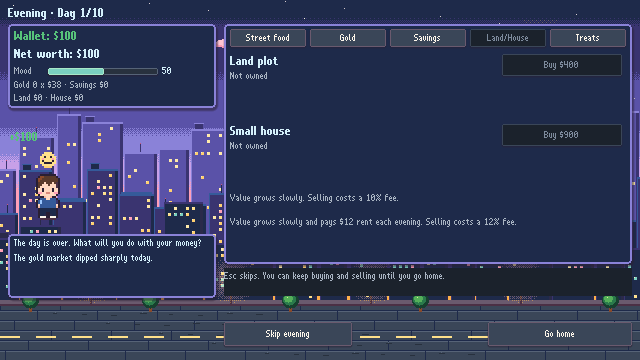 Evening · Day 1/10
Wallet: $100
Net worth: $100
Mood 50
Gold 0 x $38 · Savings $0
Land $0 · House $0
+$100
The day is over. What will you do with your money?
The gold market dipped sharply today.
Street food
Gold
Savings
Land/House
Treats
Land plot
Not owned
Buy $400
Small house
Not owned
Buy $900
Value grows slowly. Selling costs a 10% fee.
Value grows slowly and pays $12 rent each evening. Selling costs a 12% fee.
Esc skips. You can keep buying and selling until you go home.
Skip evening
Go home